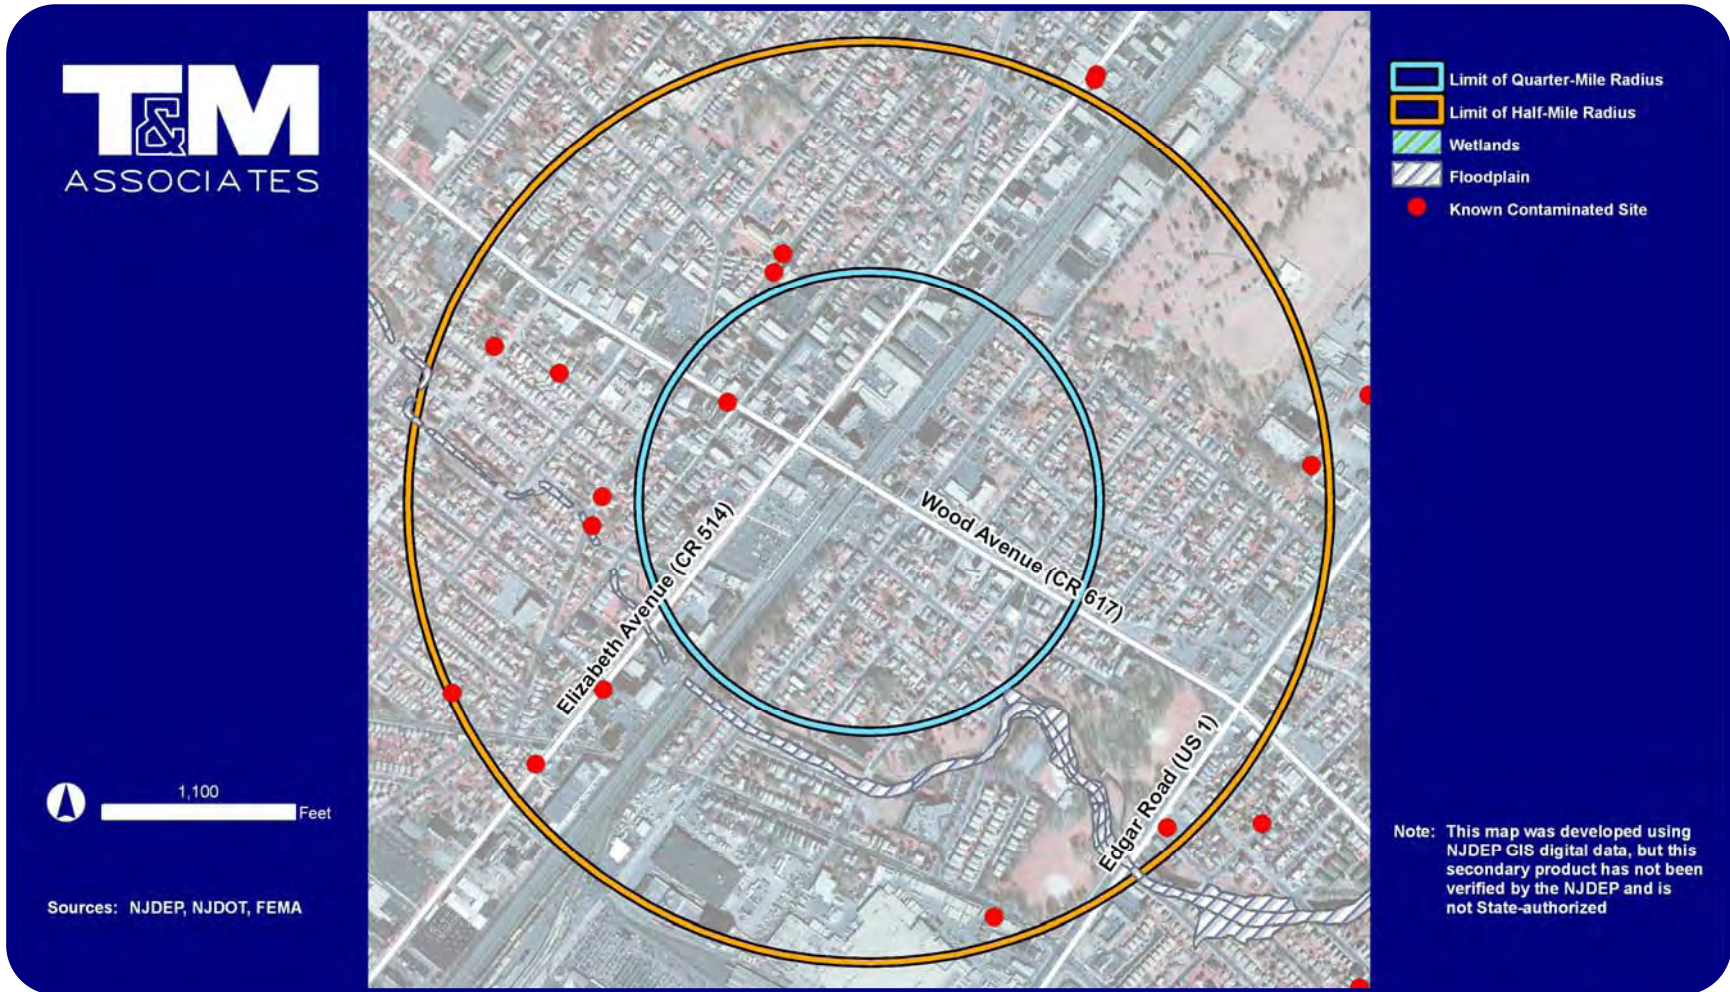 T&M
ASSOCIATES
Limit of Quarter-Mile Radius
Limit of Half-Mile Radius
Wetlands
Floodplain
Known Contaminated Site
Elizabeth Avenue (CR 514)
Wood Avenue (CR 617)
Edgar Road (US 1)
1,100
Feet
Sources: NJDEP, NJDOT, FEMA
Note: This map was developed using
NJDEP GIS digital data, but this
secondary product has not been
verified by the NJDEP and is
not State-authorized